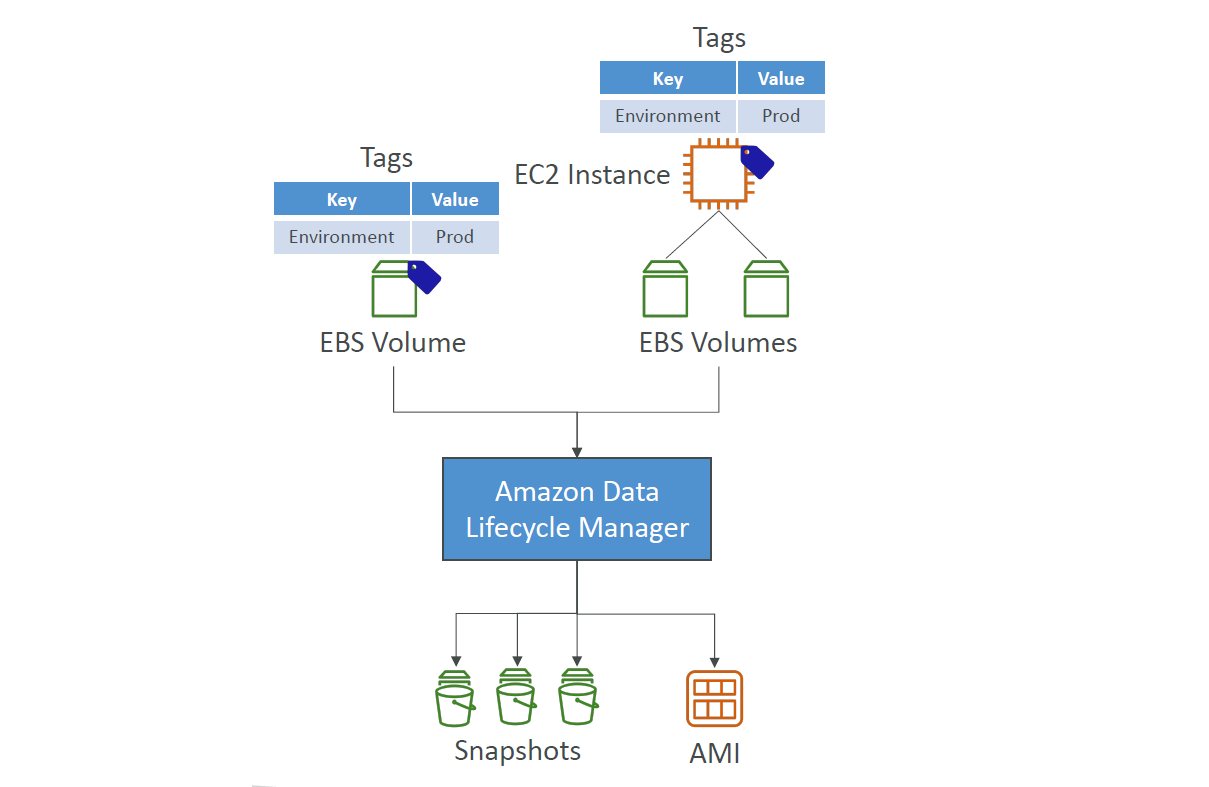 Tags
Key Value
Environment Prod
EC2 Instance
Tags
Key Value
Environment Prod
EBS Volume
EBS Volumes
Amazon Data
Lifecycle Manager
Snapshots
AMI